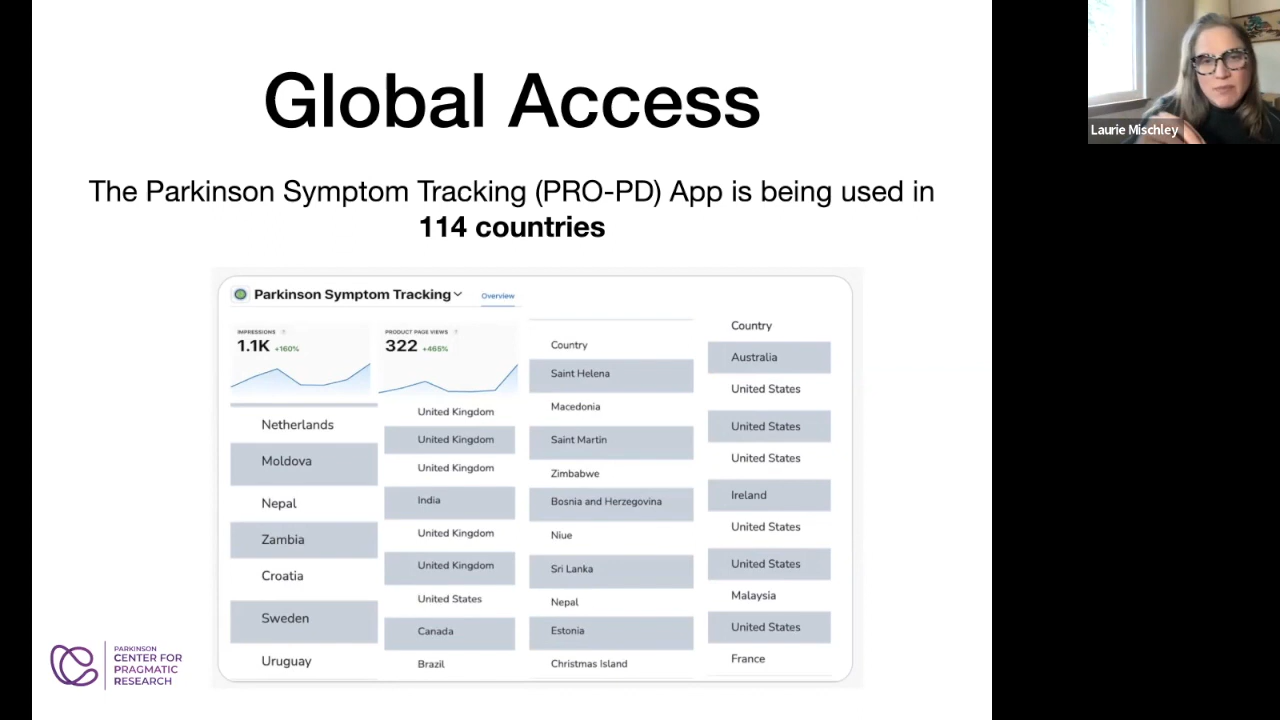 Global Access
The Parkinson Symptom Tracking (PRO-PD) App is being used in
114 countries
Parkinson Symptom Tracking
Overview
IMPRESSIONS ?
1.1K +160%
PRODUCT PAGE VIEWS ?
322 +465%
Netherlands
Moldova
Nepal
Zambia
Croatia
Sweden
Uruguay
United Kingdom
United Kingdom
United Kingdom
India
United Kingdom
United Kingdom
United States
Canada
Brazil
Country
Saint Helena
Macedonia
Saint Martin
Zimbabwe
Bosnia and Herzegovina
Niue
Sri Lanka
Nepal
Estonia
Christmas Island
Country
Australia
United States
United States
United States
Ireland
United States
United States
Malaysia
United States
France
PARKINSON
CENTER FOR
PRAGMATIC
RESEARCH
Laurie Mischley